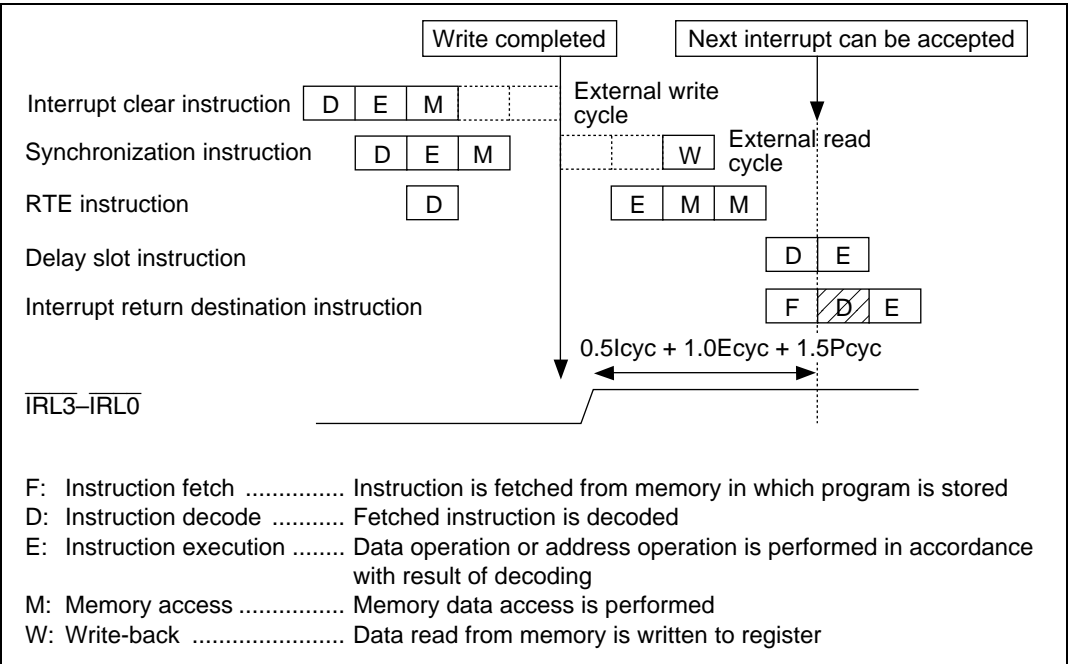 Write completed Next interrupt can be accepted
Interrupt clear instruction D E M External write
cycle
Synchronization instruction D E M W External read
cycle
RTE instruction D E M M
Delay slot instruction D E
Interrupt return destination instruction F D E
0.5Icyc + 1.0Ecyc + 1.5Pcyc
IRL3–IRL0
F: Instruction fetch ............... Instruction is fetched from memory in which program is stored
D: Instruction decode ........... Fetched instruction is decoded
E: Instruction execution ........ Data operation or address operation is performed in accordance
with result of decoding
M: Memory access ................ Memory data access is performed
W: Write-back ....................... Data read from memory is written to register